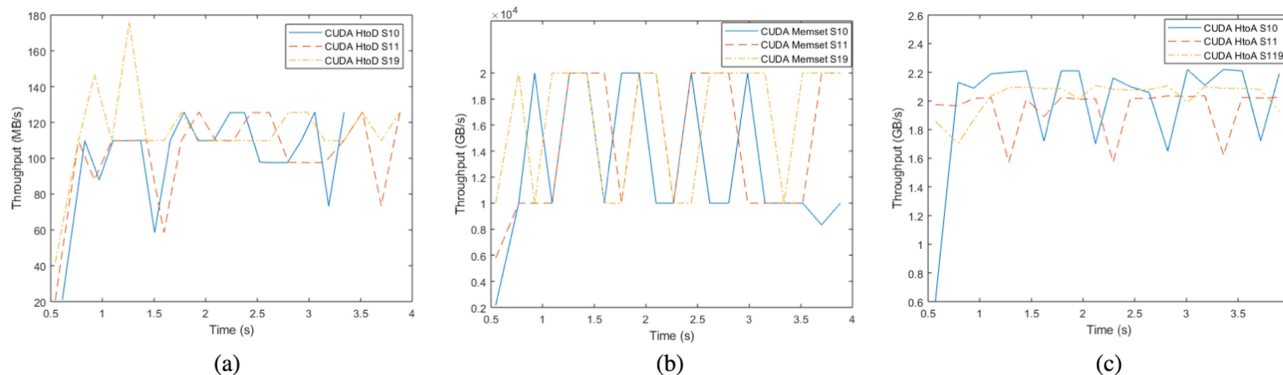 180
160
140
120
100
80
60
40
20
Throughput (MB/s)
CUDA HtoD S10
CUDA HtoD S11
CUDA HtoD S19
0.5 1 1.5 2 2.5 3 3.5 4
Time (s)
(a)
×10⁴
2
1.8
1.6
1.4
1.2
1
0.8
0.6
0.4
0.2
Throughput (GB/s)
CUDA Memset S10
CUDA Memset S11
CUDA Memset S19
0.5 1 1.5 2 2.5 3 3.5 4
Time (s)
(b)
2.6
2.4
2.2
2
1.8
1.6
1.4
1.2
1
0.8
0.6
Throughput (GB/s)
CUDA HtoA S10
CUDA HtoA S11
CUDA HtoA S119
0.5 1 1.5 2 2.5 3 3.5
Time (s)
(c)